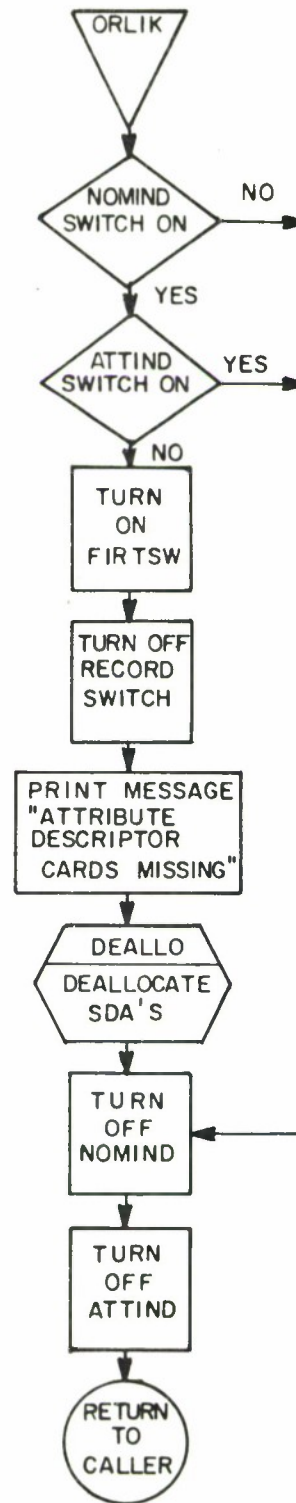 ORLIK
NOMIND
SWITCH ON
NO
YES
ATTIND
SWITCH ON
YES
NO
TURN
ON
FIRTSW
TURN OFF
RECORD
SWITCH
PRINT MESSAGE
"ATTRIBUTE
DESCRIPTOR
CARDS MISSING"
DEALLO
DEALLOCATE
SDA'S
TURN
OFF
NOMIND
TURN
OFF
ATTIND
RETURN
TO
CALLER